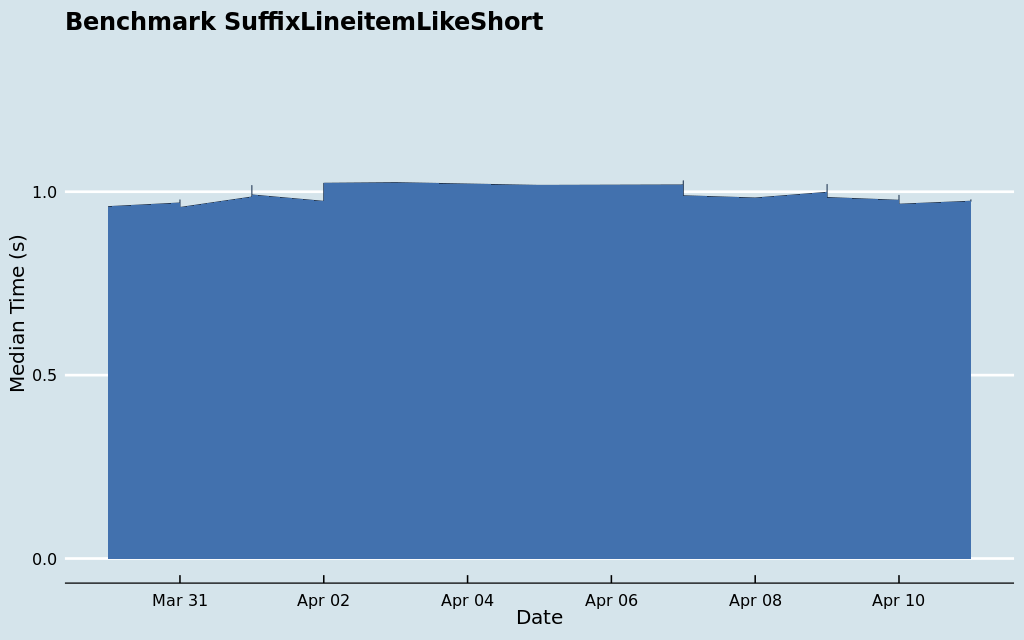 Benchmark SuffixLineitemLikeShort
1.0
0.5
0.0
Median Time (s)
Mar 31 Apr 02 Apr 04 Apr 06 Apr 08 Apr 10
Date